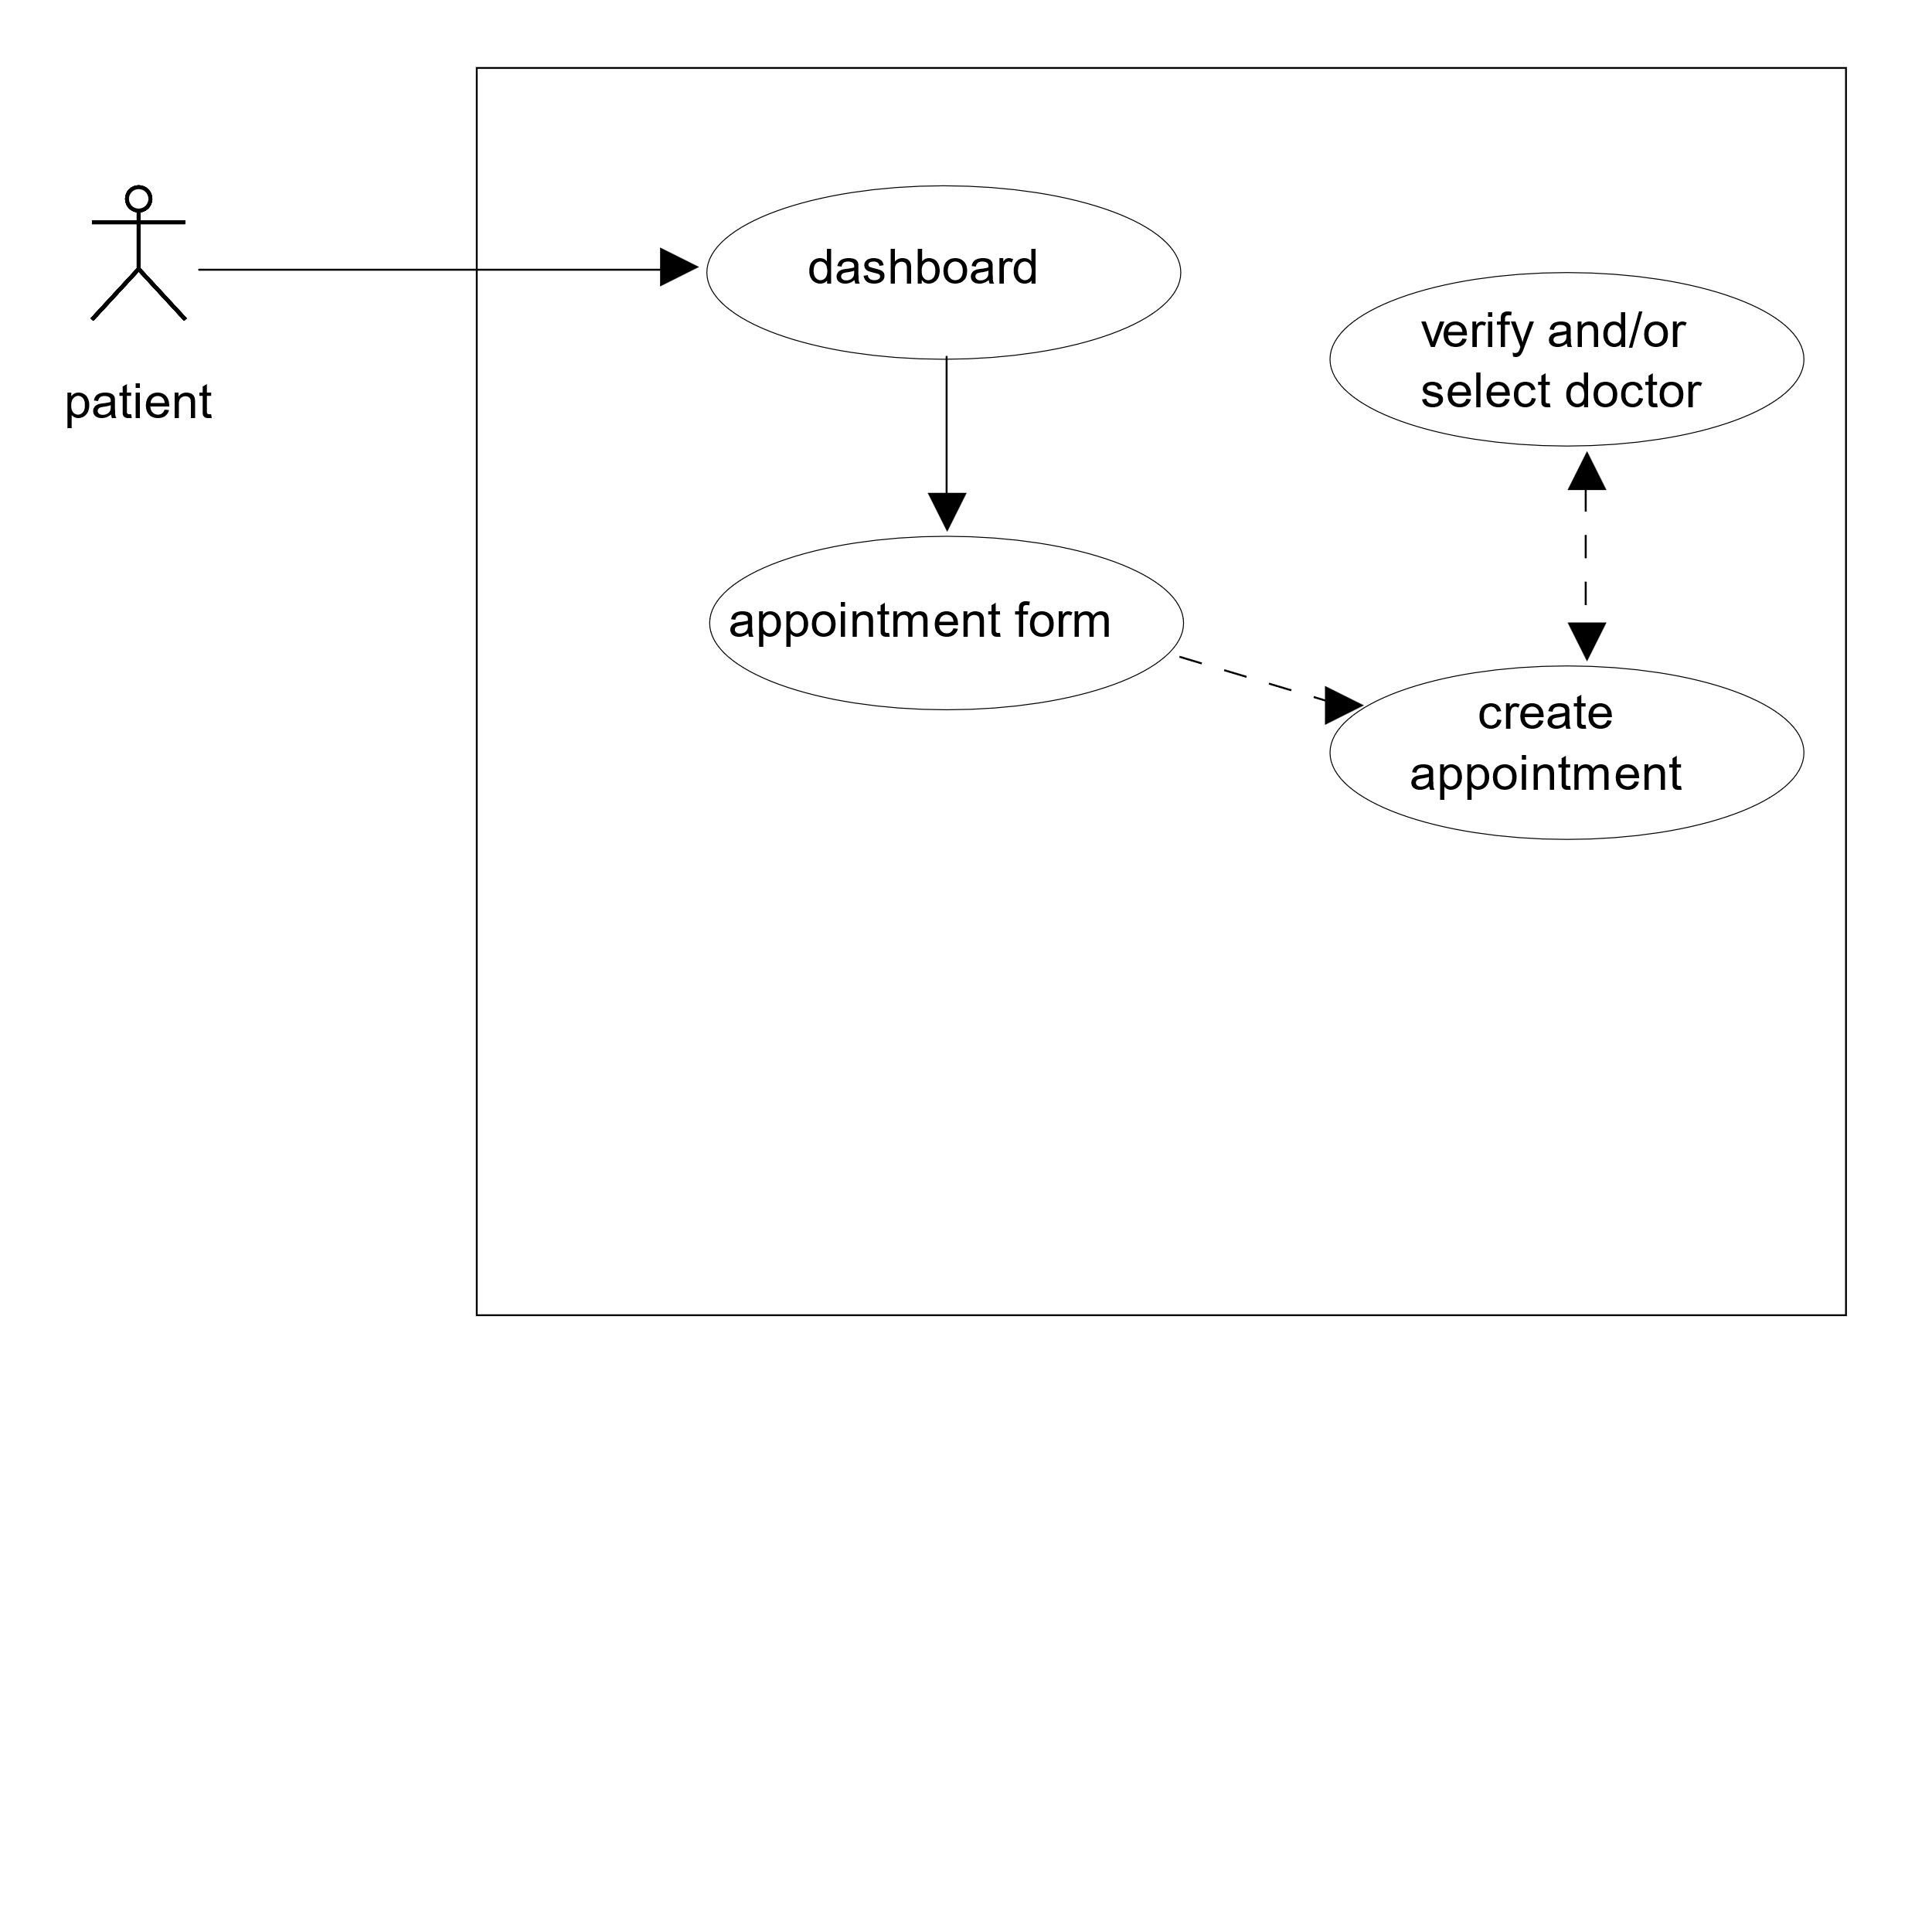 patient
dashboard
verify and/or
select doctor
appointment form
create
appointment